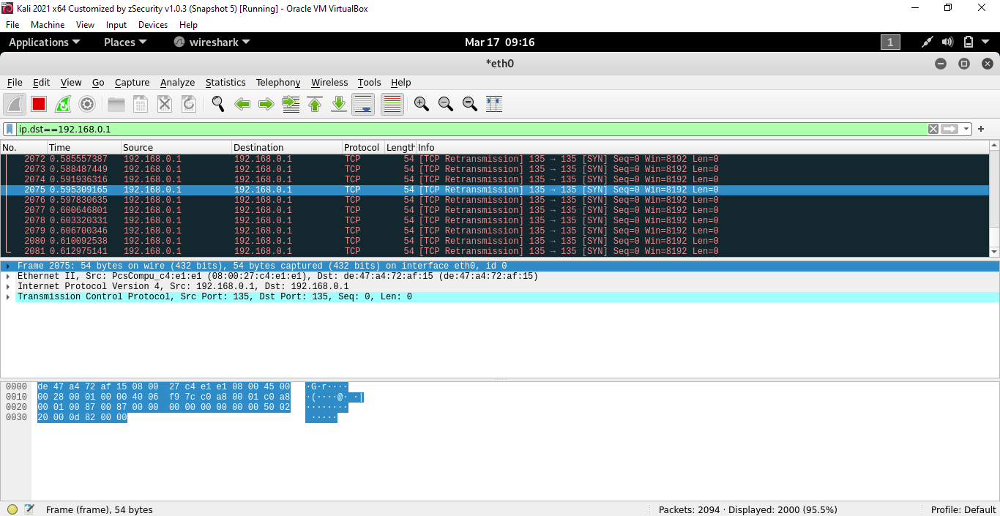 Kali 2021 x64 Customized by zSecurity v1.0.3 (Snapshot 5) [Running] - Oracle VM VirtualBox
File Machine View Input Devices Help
Applications Places wireshark Mar 17 09:16 1
*eth0
File Edit View Go Capture Analyze Statistics Telephony Wireless Tools Help
ip.dst==192.168.0.1
No. Time Source Destination Protocol Length Info
2072 0.585557387 192.168.0.1 192.168.0.1 TCP 54 [TCP Retransmission] 135 → 135 [SYN] Seq=0 Win=8192 Len=0
2073 0.588487449 192.168.0.1 192.168.0.1 TCP 54 [TCP Retransmission] 135 → 135 [SYN] Seq=0 Win=8192 Len=0
2074 0.591936316 192.168.0.1 192.168.0.1 TCP 54 [TCP Retransmission] 135 → 135 [SYN] Seq=0 Win=8192 Len=0
2075 0.595309165 192.168.0.1 192.168.0.1 TCP 54 [TCP Retransmission] 135 → 135 [SYN] Seq=0 Win=8192 Len=0
2076 0.597830635 192.168.0.1 192.168.0.1 TCP 54 [TCP Retransmission] 135 → 135 [SYN] Seq=0 Win=8192 Len=0
2077 0.600646801 192.168.0.1 192.168.0.1 TCP 54 [TCP Retransmission] 135 → 135 [SYN] Seq=0 Win=8192 Len=0
2078 0.603320331 192.168.0.1 192.168.0.1 TCP 54 [TCP Retransmission] 135 → 135 [SYN] Seq=0 Win=8192 Len=0
2079 0.606700346 192.168.0.1 192.168.0.1 TCP 54 [TCP Retransmission] 135 → 135 [SYN] Seq=0 Win=8192 Len=0
2080 0.610092538 192.168.0.1 192.168.0.1 TCP 54 [TCP Retransmission] 135 → 135 [SYN] Seq=0 Win=8192 Len=0
2081 0.612975141 192.168.0.1 192.168.0.1 TCP 54 [TCP Retransmission] 135 → 135 [SYN] Seq=0 Win=8192 Len=0
Frame 2075: 54 bytes on wire (432 bits), 54 bytes captured (432 bits) on interface eth0, id 0
Ethernet II, Src: PcsCompu_c4:e1:e1 (08:00:27:c4:e1:e1), Dst: de:47:a4:72:af:15 (de:47:a4:72:af:15)
Internet Protocol Version 4, Src: 192.168.0.1, Dst: 192.168.0.1
Transmission Control Protocol, Src Port: 135, Dst Port: 135, Seq: 0, Len: 0
0000 de 47 a4 72 af 15 08 00 27 c4 e1 e1 08 00 45 00 ·G·r····
0010 00 28 00 01 00 00 40 06 f9 7c c0 a8 00 01 c0 a8 ·(····@· ·|
0020 00 01 00 87 00 87 00 00 00 00 00 00 00 00 50 02 ········
0030 20 00 0d 82 00 00 ·····
Frame (frame), 54 bytes Packets: 2094 · Displayed: 2000 (95.5%) Profile: Default